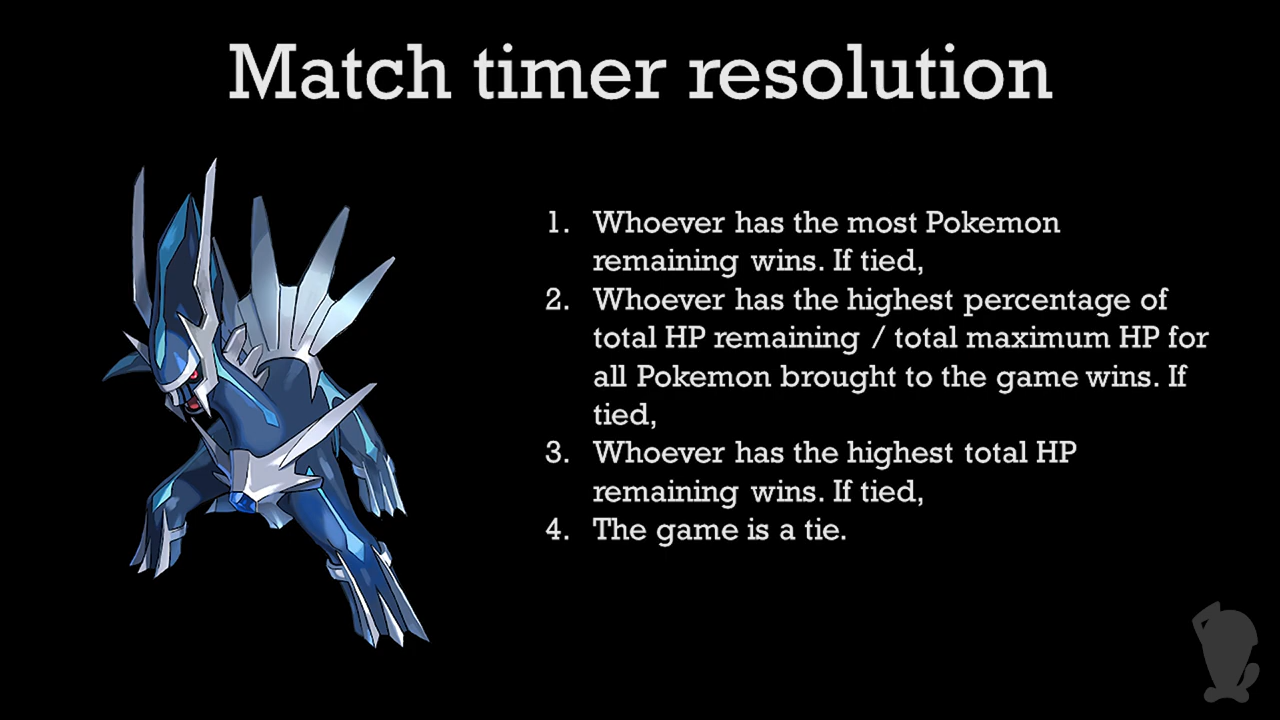 Match timer resolution
1. Whoever has the most Pokemon
remaining wins. If tied,
2. Whoever has the highest percentage of
total HP remaining / total maximum HP for
all Pokemon brought to the game wins. If
tied,
3. Whoever has the highest total HP
remaining wins. If tied,
4. The game is a tie.